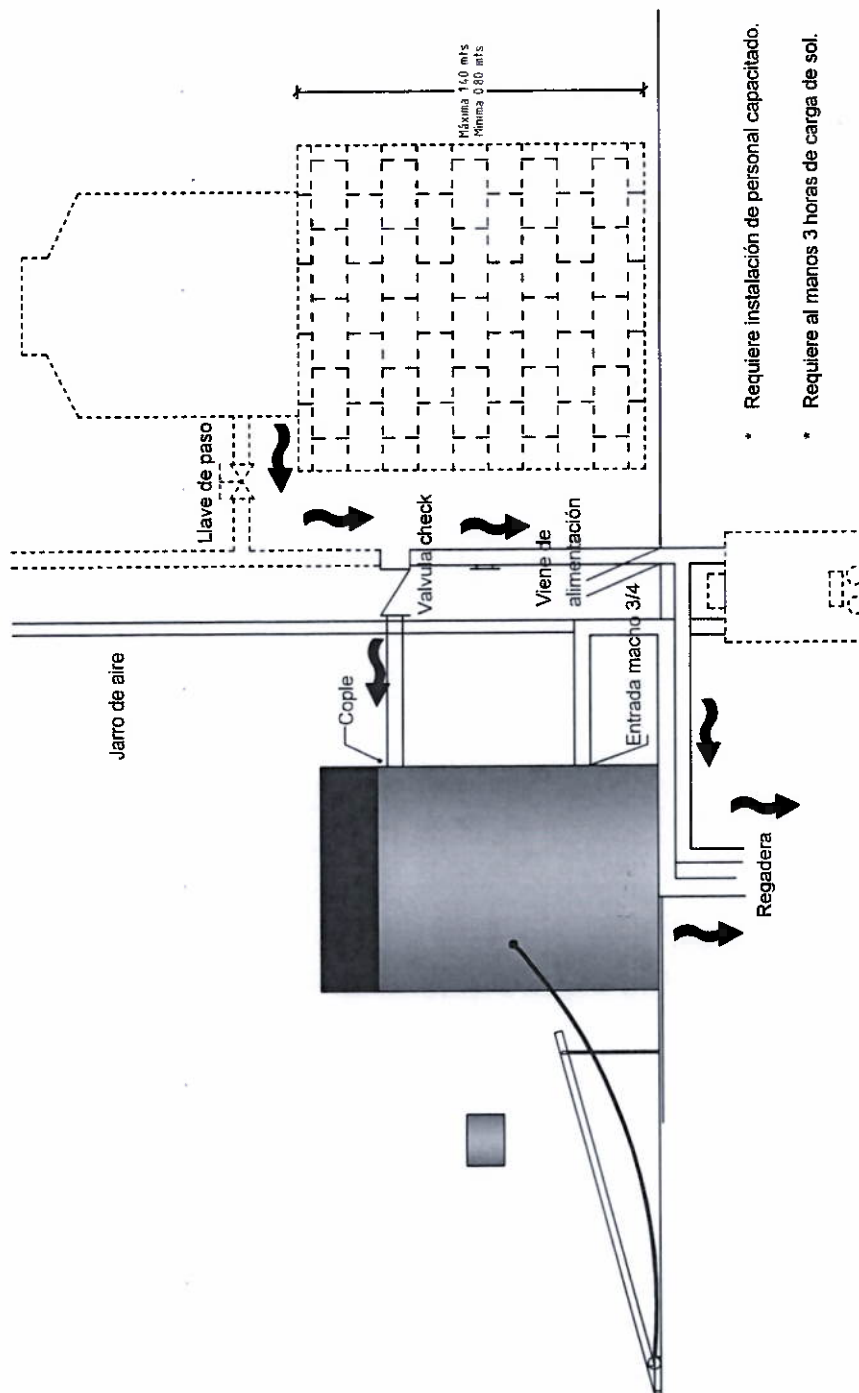 Jarro de aire
Llave de paso
Máxima 1.40 mts
Minima 0.80 mts
Cople
Valvula check
Viene de
alimentación
Entrada macho 3/4
Regadera
* Requiere instalación de personal capacitado.
* Requiere al manos 3 horas de carga de sol.